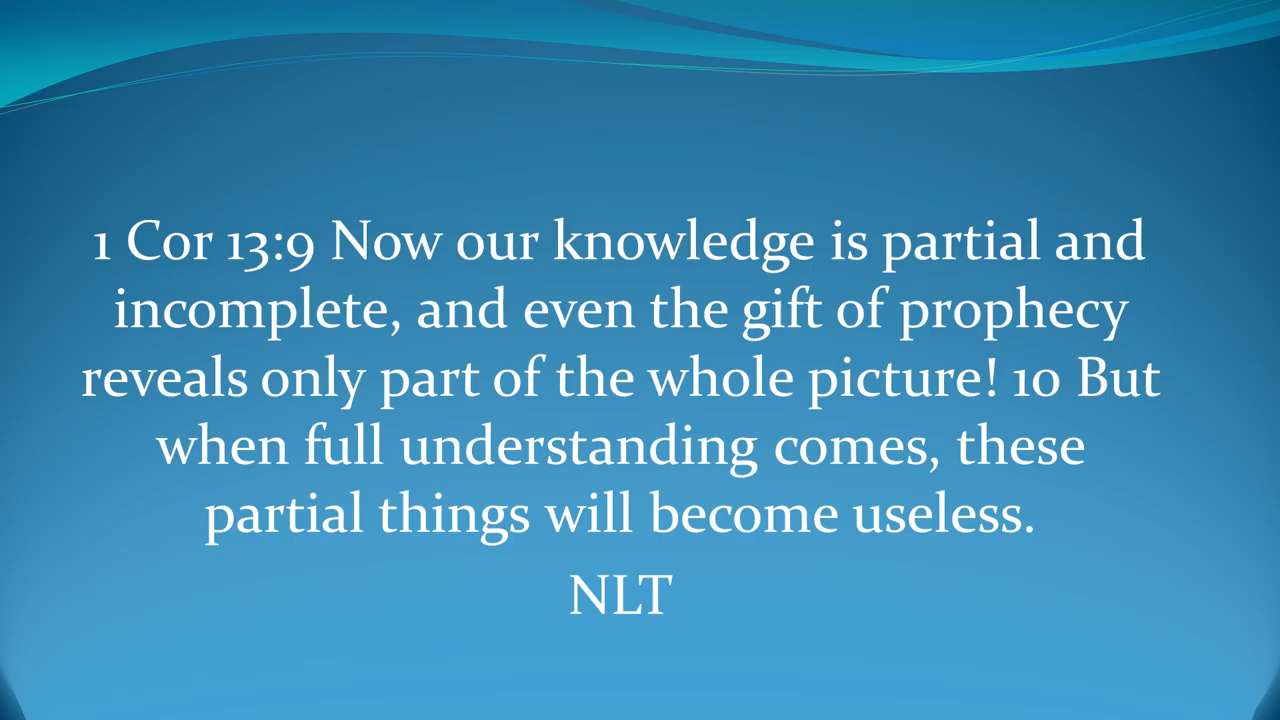 1 Cor 13:9 Now our knowledge is partial and
incomplete, and even the gift of prophecy
reveals only part of the whole picture! 10 But
when full understanding comes, these
partial things will become useless.
NLT